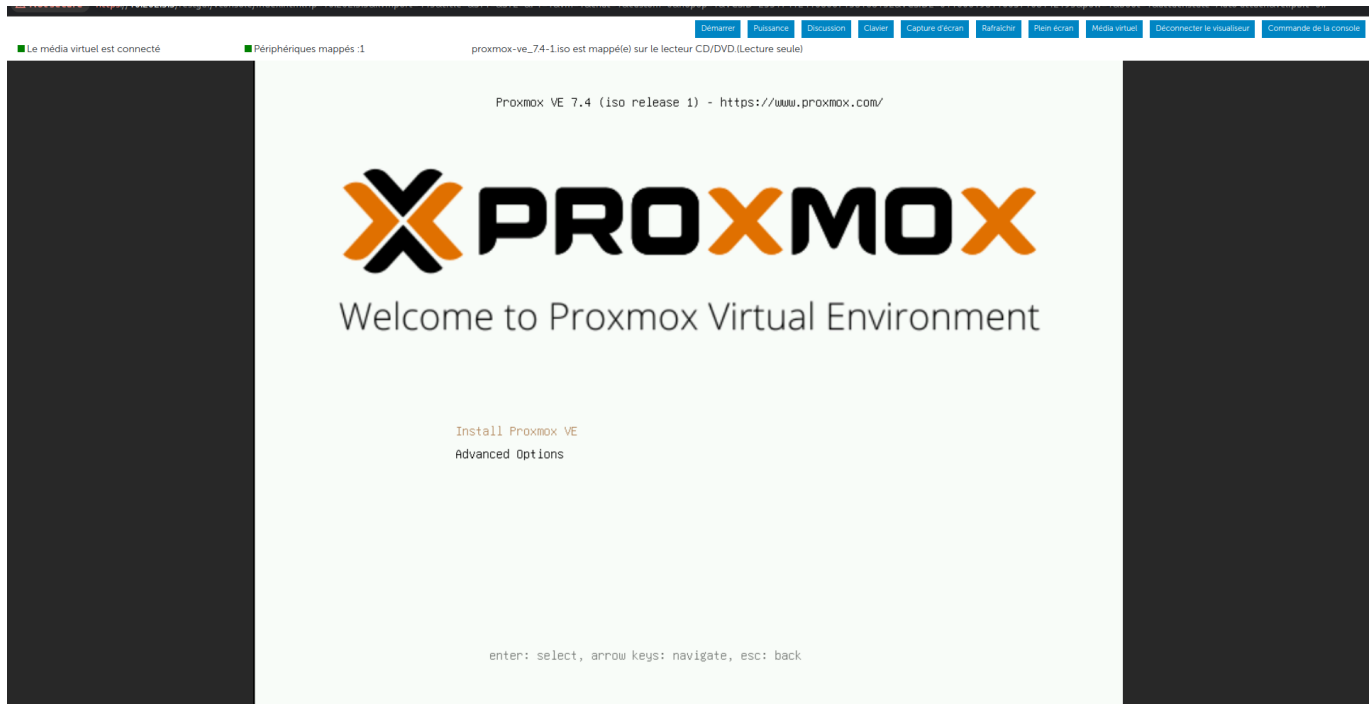 Démarrer Puissance Discussion Clavier Capture d'écran Rafraîchir Plein écran Média virtuel Déconnecter le visualiseur Commande de la console
Le média virtuel est connecté Périphériques mappés :1 proxmox-ve_7.4-1.iso est mappé(e) sur le lecteur CD/DVD.(Lecture seule)
Proxmox VE 7.4 (iso release 1) - https://www.proxmox.com/
PROXMOX
Welcome to Proxmox Virtual Environment
Install Proxmox VE
Advanced Options
enter: select, arrow keys: navigate, esc: back